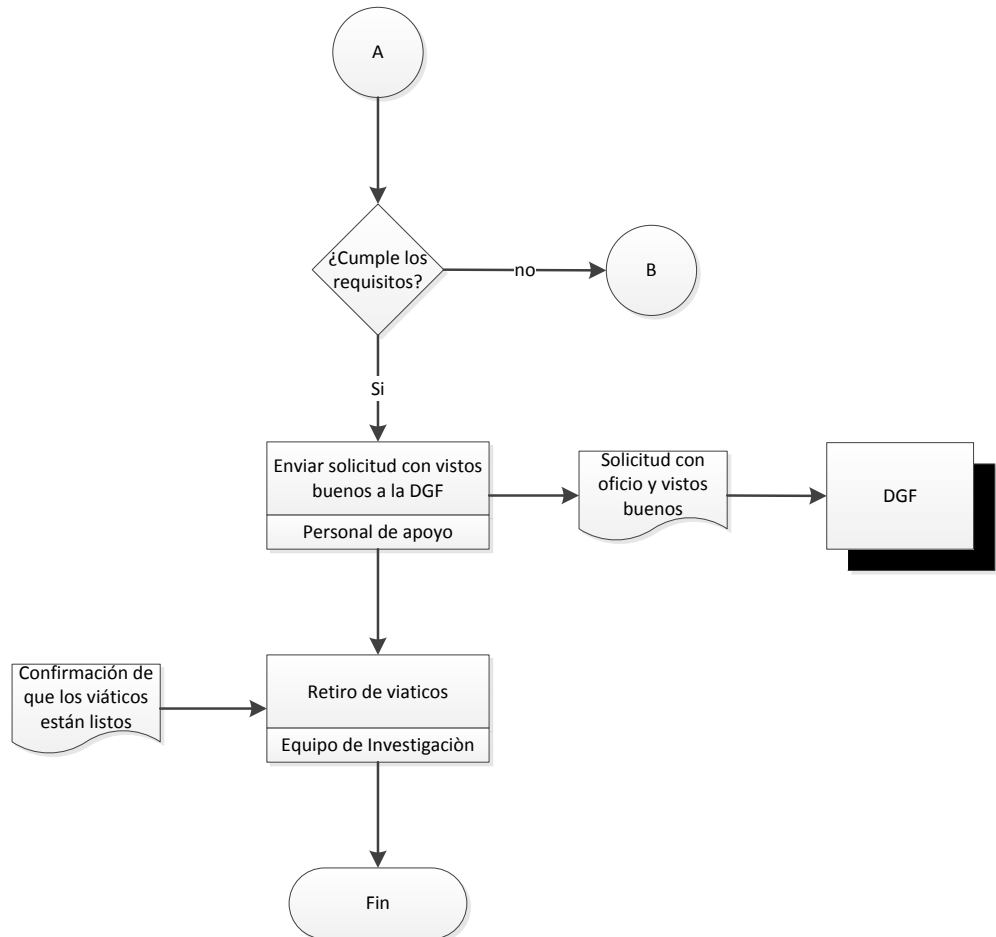 A
¿Cumple los
requisitos?
no
B
Si
Enviar solicitud con vistos
buenos a la DGF
Personal de apoyo
Solicitud con
oficio y vistos
buenos
DGF
Confirmación de
que los viáticos
están listos
Retiro de viaticos
Equipo de Investigaciòn
Fin